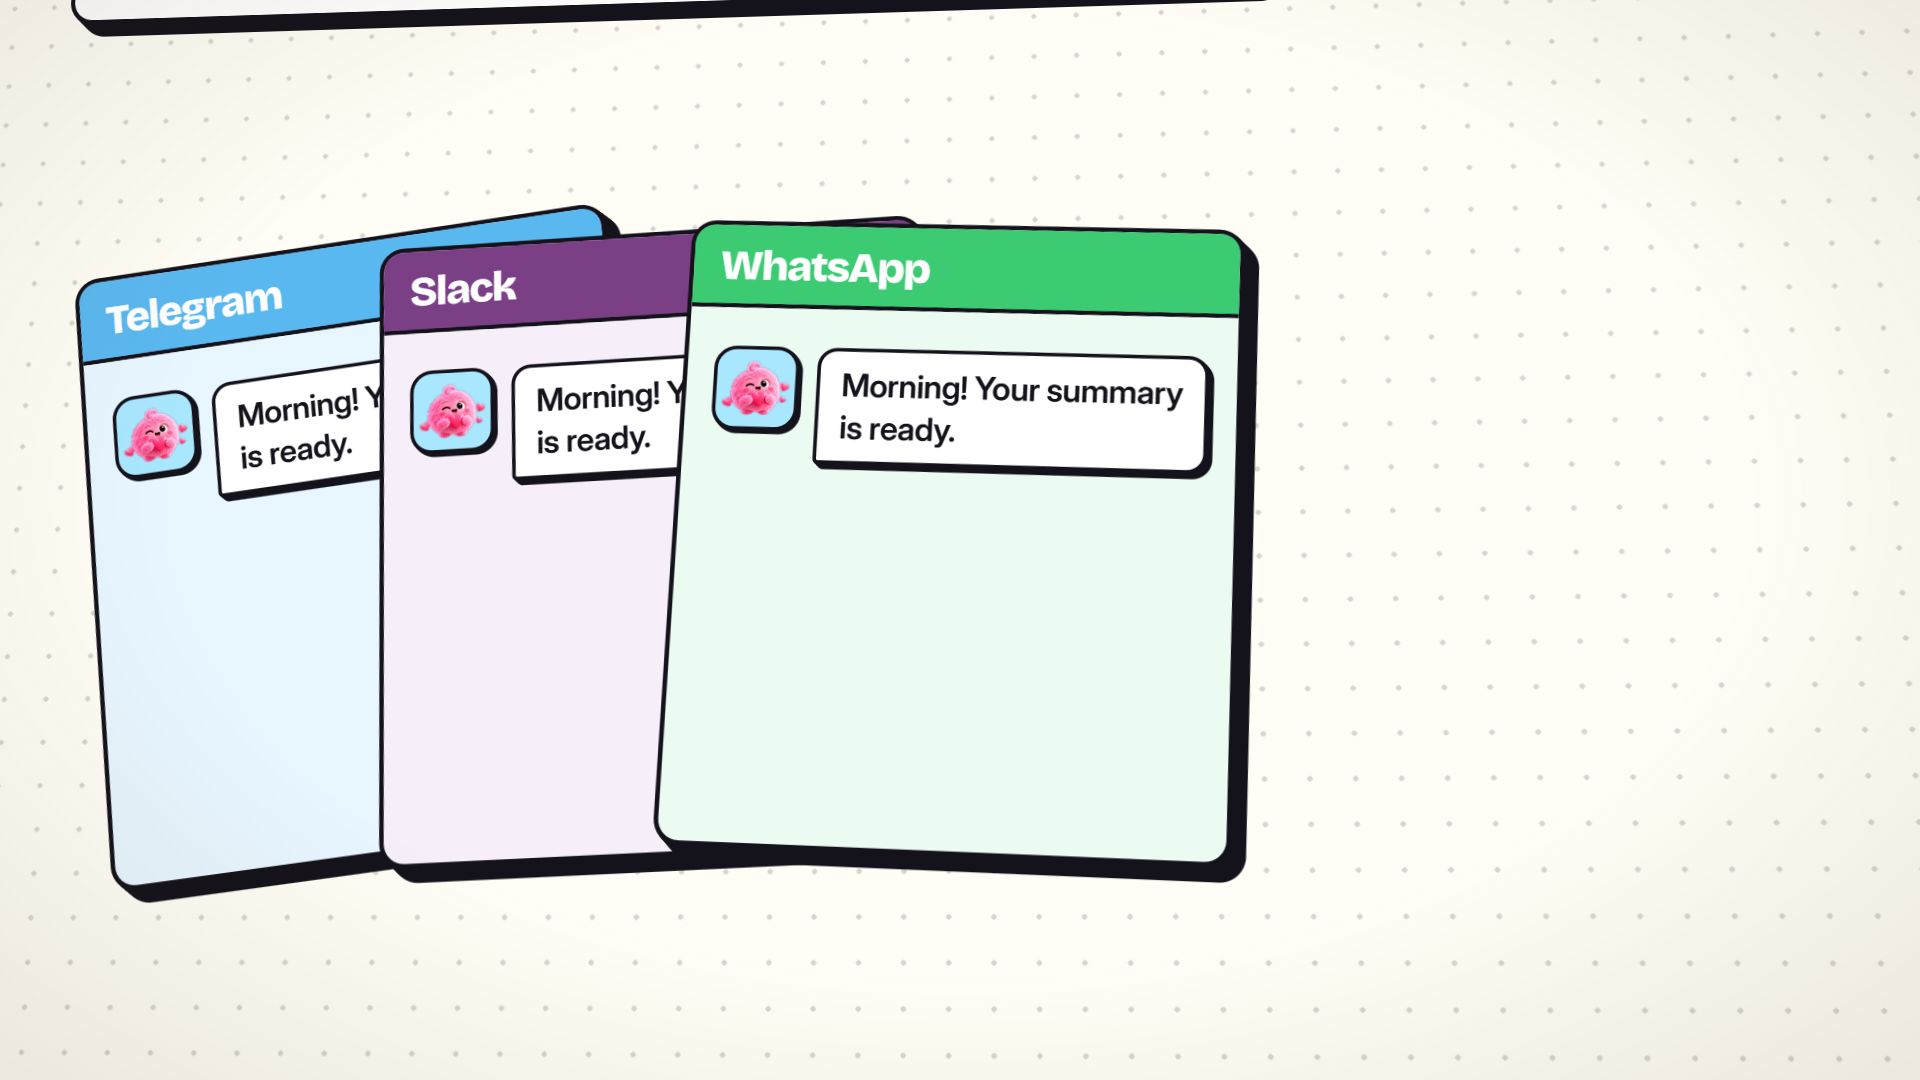 Telegram
Morning! Y
is ready.
Slack
Morning! Y
is ready.
WhatsApp
Morning! Your summary
is ready.